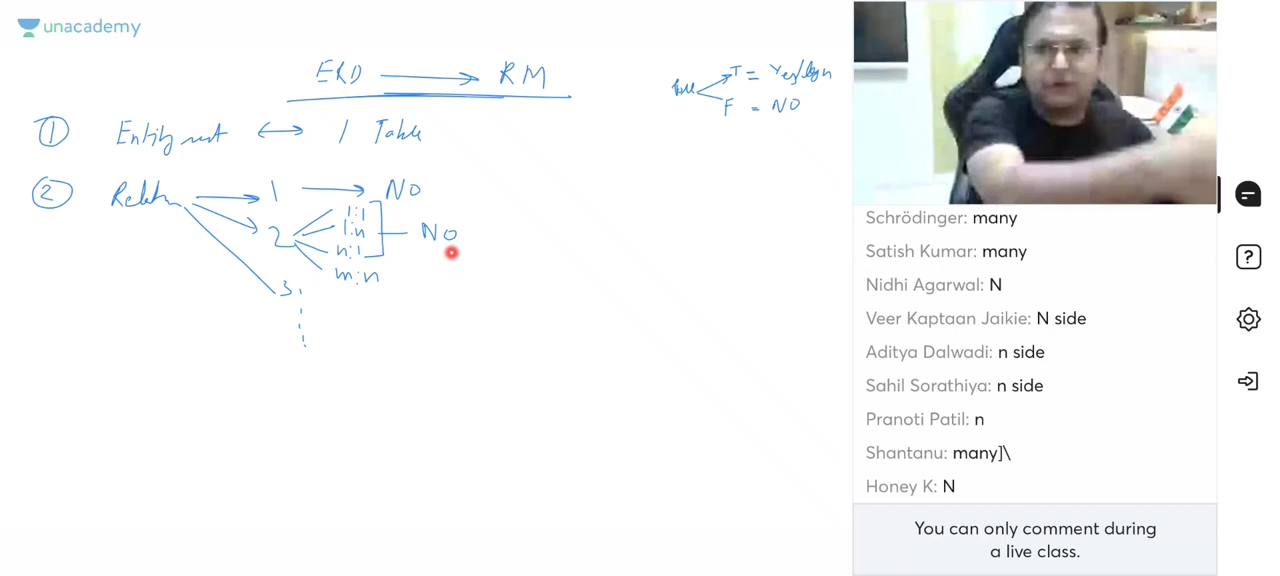 unacademy
ERD → RM
① Entity set ↔ 1 Table
② Relation → 1 → NO
2
1:1
1:n
n:1
NO
m:n
3
T = Yes/
F = NO
Schrödinger: many
Satish Kumar: many
Nidhi Agarwal: N
Veer Kaptaan Jaikie: N side
Aditya Dalwadi: n side
Sahil Sorathiya: n side
Pranoti Patil: n
Shantanu: many]\
Honey K: N
You can only comment during
a live class.